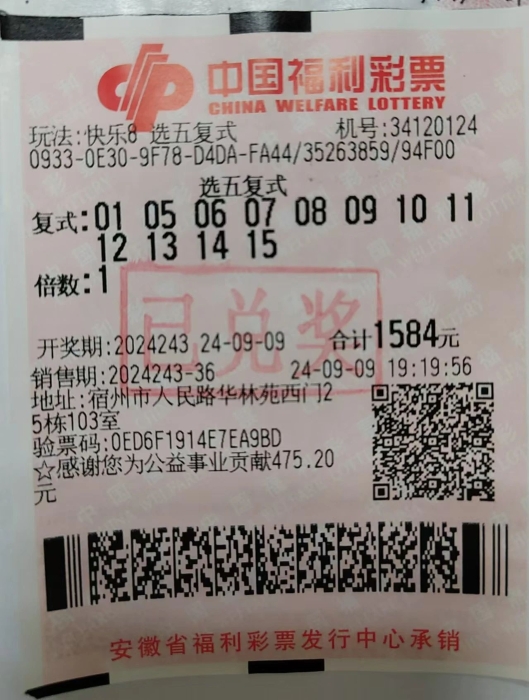 中国福利彩票
CHINA WELFARE LOTTERY
玩法:快乐8 选五复式 机号:34120124
0933-0E30-9F78-D4DA-FA44/35263859/94F00
选五复式
复式:01 05 06 07 08 09 10 11
12 13 14 15
倍数:1
已兑奖
开奖期:2024243 24-09-09 合计1584元
销售期:2024243-36 24-09-09 19:19:56
地址:宿州市人民路华林苑西门2
5栋103室
验票码:0ED6F1914E7EA9BD
☆感谢您为公益事业贡献475.20
元
安徽省福利彩票发行中心承销